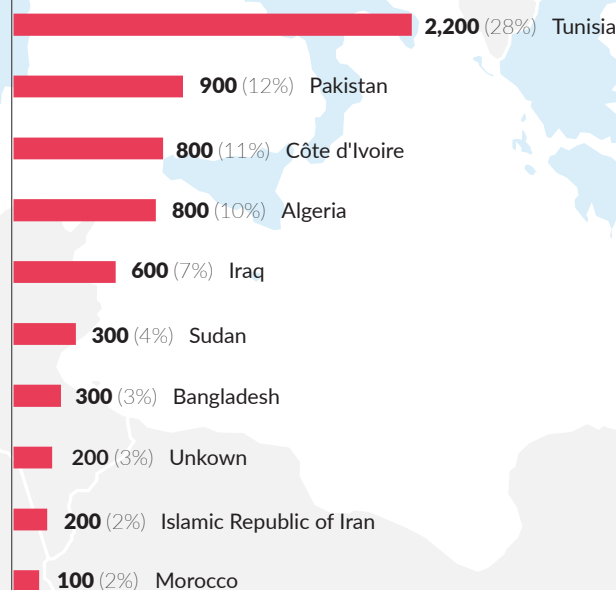 2,200 (28%) Tunisia
900 (12%) Pakistan
800 (11%) Côte d'Ivoire
800 (10%) Algeria
600 (7%) Iraq
300 (4%) Sudan
300 (3%) Bangladesh
200 (3%) Unkown
200 (2%) Islamic Republic of Iran
100 (2%) Morocco